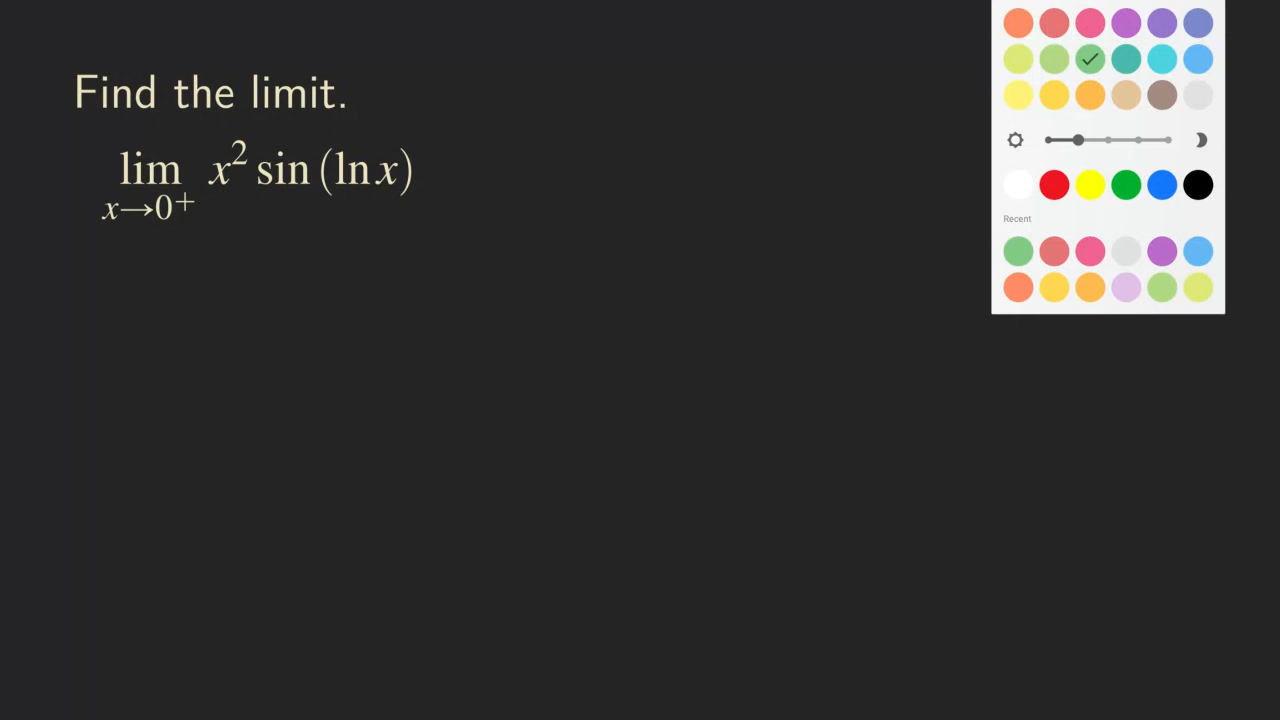 Find the limit.
lim x→0⁺ x² sin (ln x)
Recent